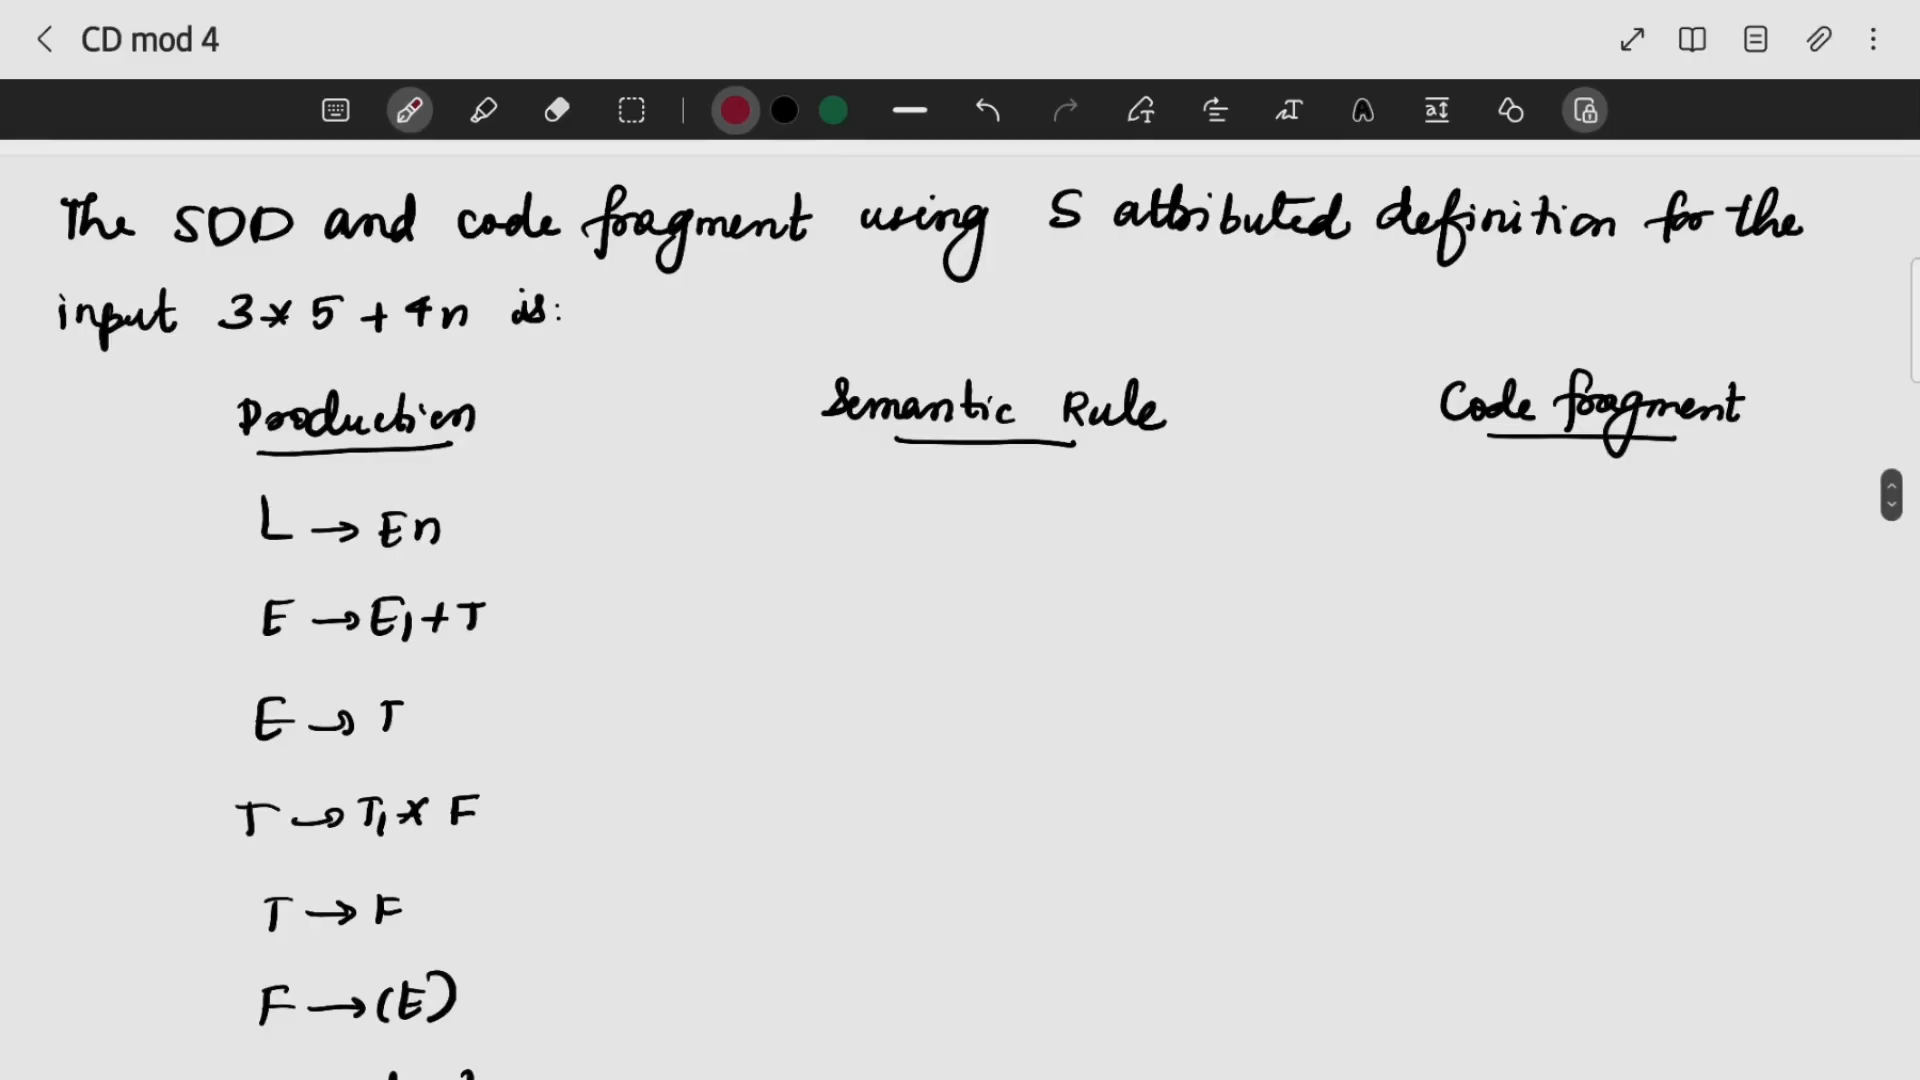 CD mod 4
The SDD and code fragment using S attributed definition for the
input 3 * 5 + 4n is:
Production Semantic Rule Code fragment
L → En
E → E₁ + T
E → T
T → T₁ * F
T → F
F → (E)